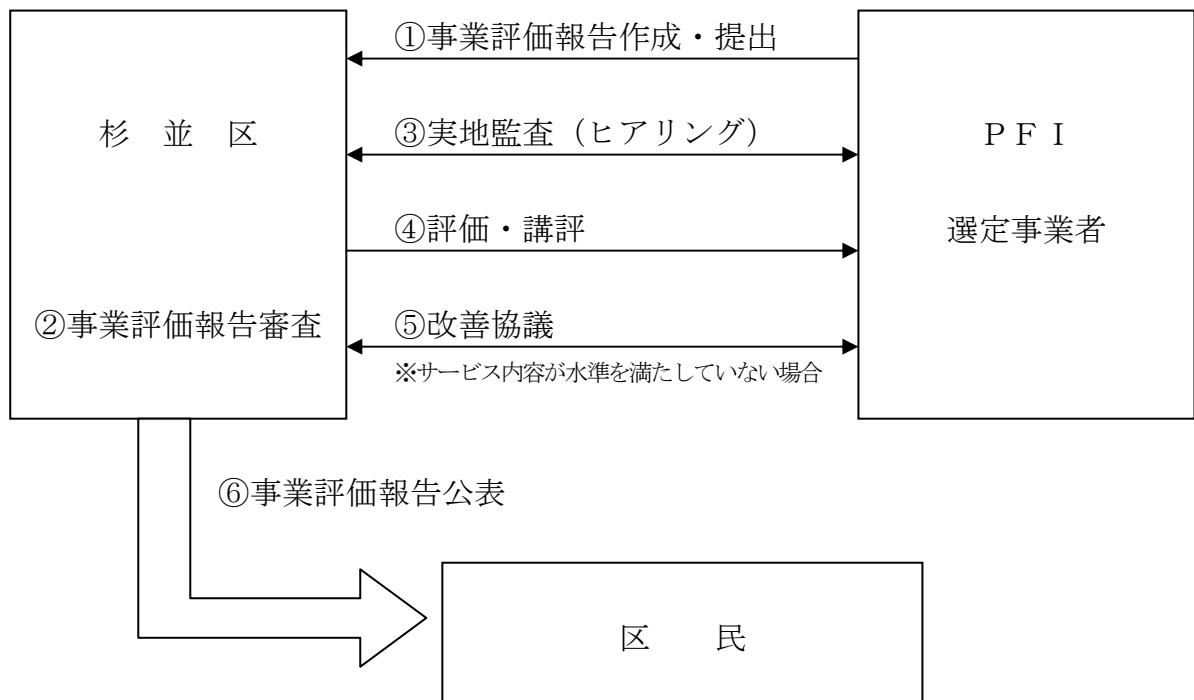 ①事業評価報告作成・提出
杉 並 区
③実地監査（ヒアリング）
ＰＦＩ
④評価・講評
選定事業者
②事業評価報告審査
⑤改善協議
※サービス内容が水準を満たしていない場合
⑥事業評価報告公表
区 民